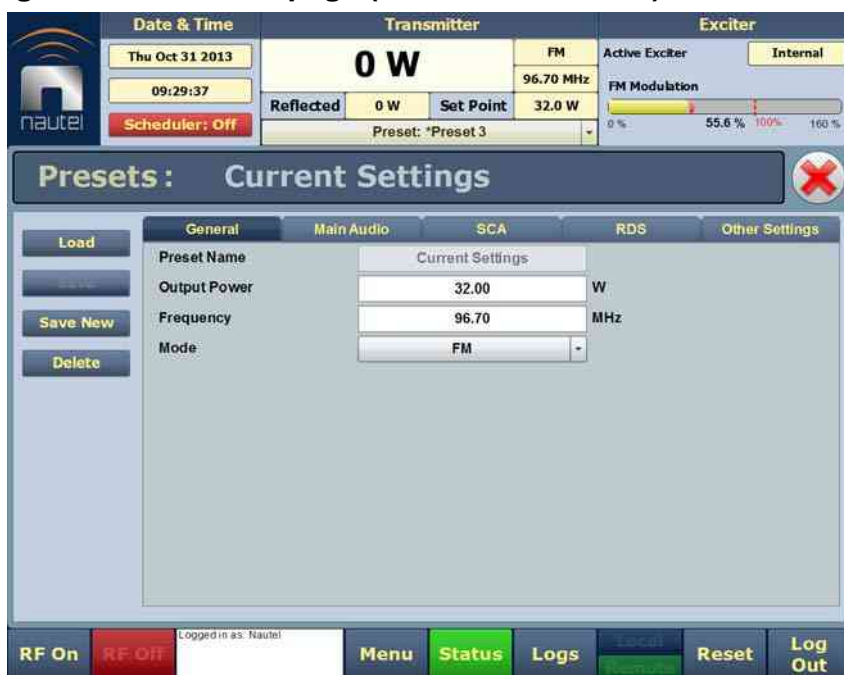 Date & Time
Transmitter
Exciter
nautel
Thu Oct 31 2013
09:29:37
Scheduler: Off
0 W
FM
96.70 MHz
Reflected
0 W
Set Point
32.0 W
Preset: *Preset 3
Active Exciter
Internal
FM Modulation
0 %
55.6 %
100%
160 %
Presets: Current Settings
Load
Save New
Delete
General
Main Audio
SCA
RDS
Other Settings
Preset Name
Current Settings
Output Power
32.00
W
Frequency
96.70
MHz
Mode
FM
RF On
RF Off
Logged in as: Nautel
Menu
Status
Logs
Local
Remote
Reset
Log
Out